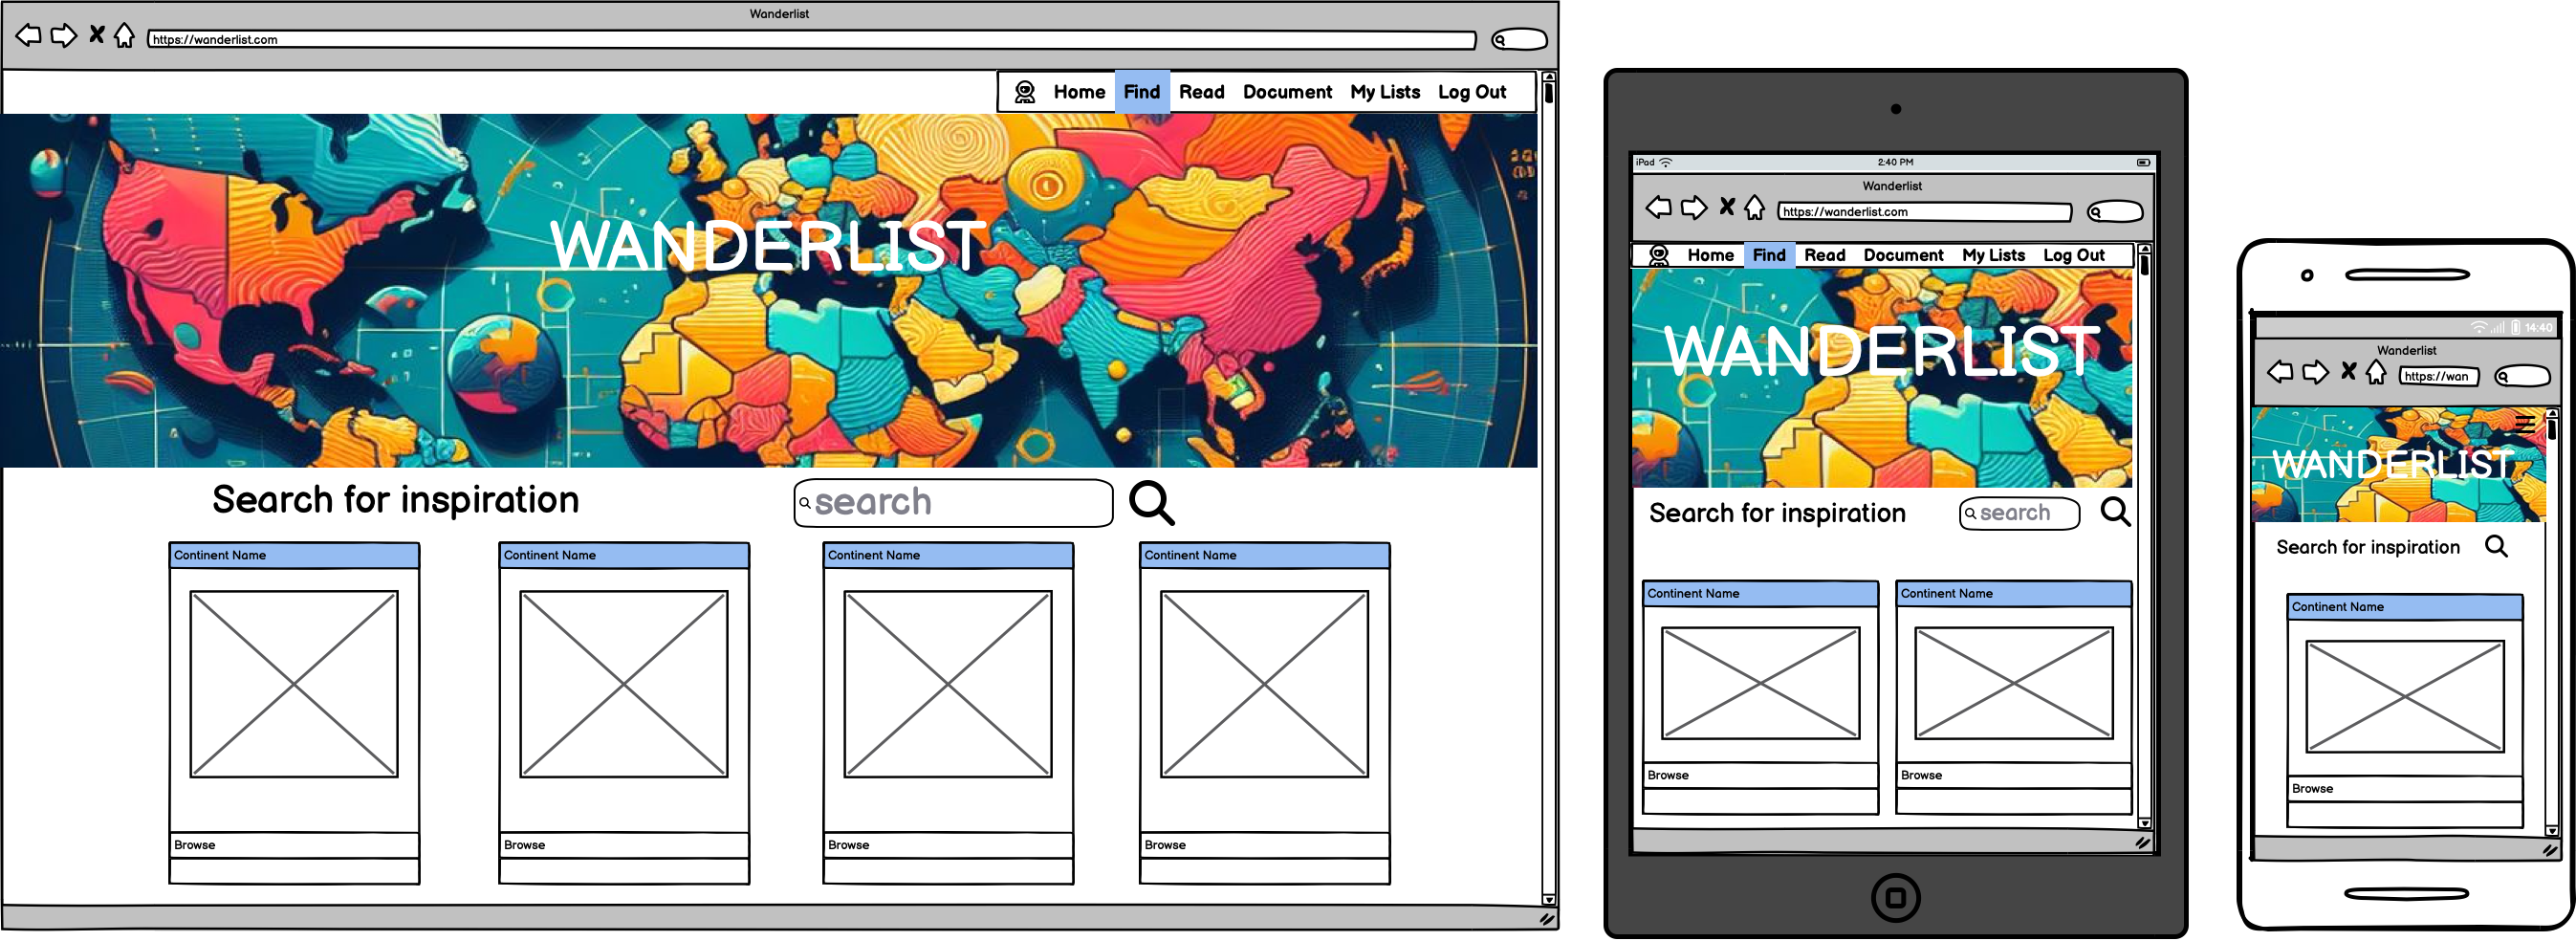 Wanderlist
https://wanderlist.com
Home Find Read Document My Lists Log Out
WANDERLIST
Search for inspiration search
Continent Name Continent Name Continent Name Continent Name
Browse Browse Browse Browse
iPad 2:40 PM
Wanderlist
https://wanderlist.com
Home Find Read Document My Lists Log Out
WANDERLIST
Search for inspiration search
Continent Name Continent Name
Browse Browse
14:40
Wanderlist
https://wan
WANDERLIST
Search for inspiration
Continent Name
Browse